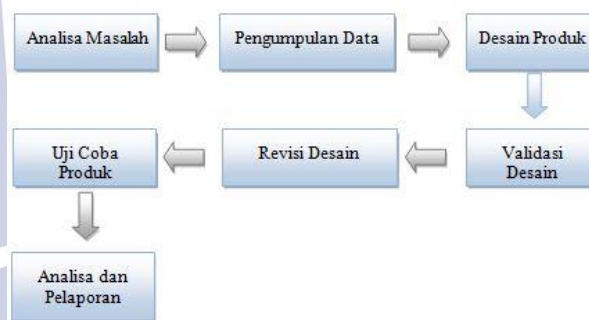 Analisa Masalah
Pengumpulan Data
Desain Produk
Validasi
Desain
Revisi Desain
Uji Coba
Produk
Analisa dan
Pelaporan